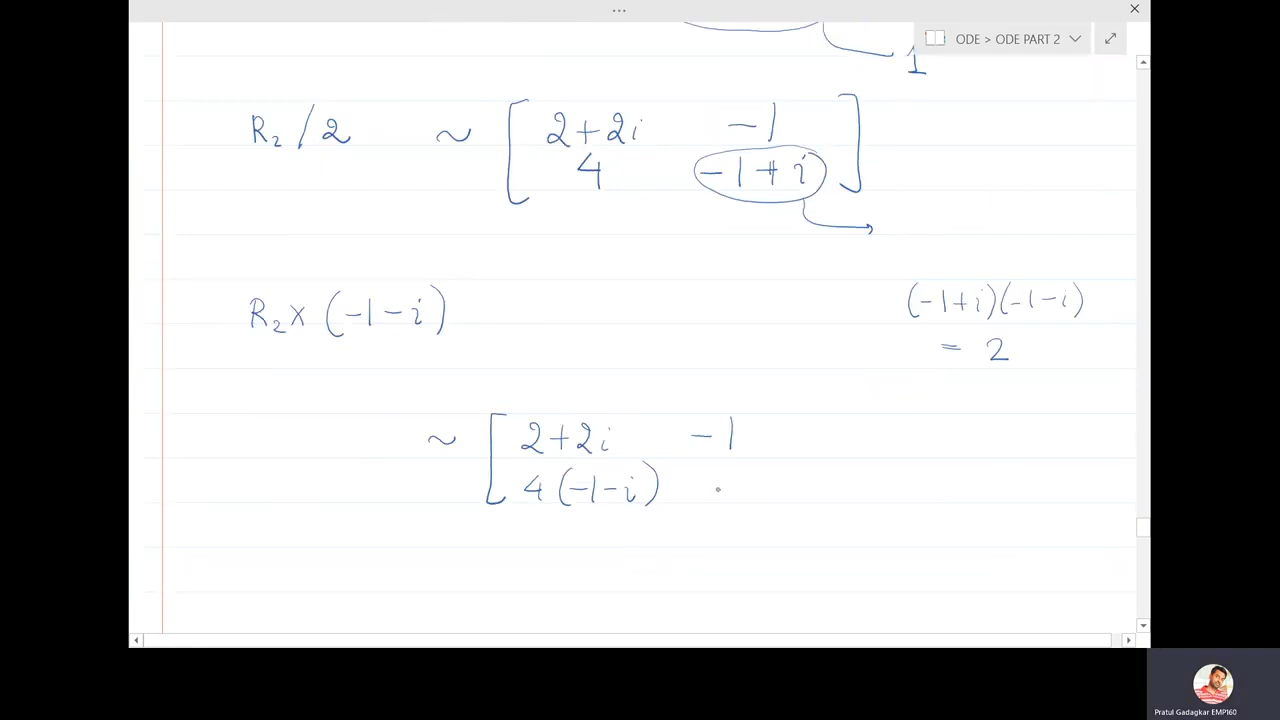 ODE > ODE PART 2
1
R₂ / 2 ~ [ 2+2i -1
4 -1+i ]
R₂ × (-1-i) (-1+i)(-1-i)
= 2
~ [ 2+2i -1
4(-1-i)
Pratul Gadagkar EMP160